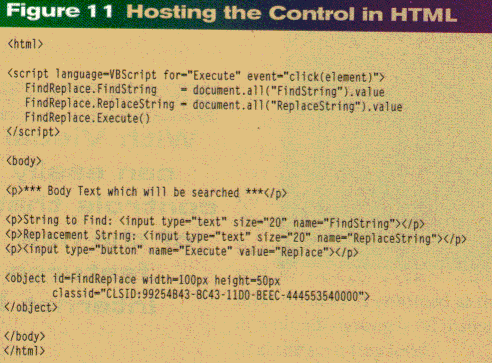 Figure 11 Hosting the Control in HTML
<html>
<script language=VBScript for="Execute" event="click(element)">
FindReplace.FindString = document.all("FindString").value
FindReplace.ReplaceString = document.all("ReplaceString").value
FindReplace.Execute()
</script>
<body>
<p>*** Body Text which will be searched ***</p>
<p>String to Find: <input type="text" size="20" name="FindString"></p>
<p>Replacement String: <input type="text" size="20" name="ReplaceString"></p>
<p><input type="button" name="Execute" value="Replace"></p>
<object id=FindReplace width=100px height=50px
classid="CLSID:99254843-8C43-11D0-BEEC-444553540000">
</object>
</body>
</html>